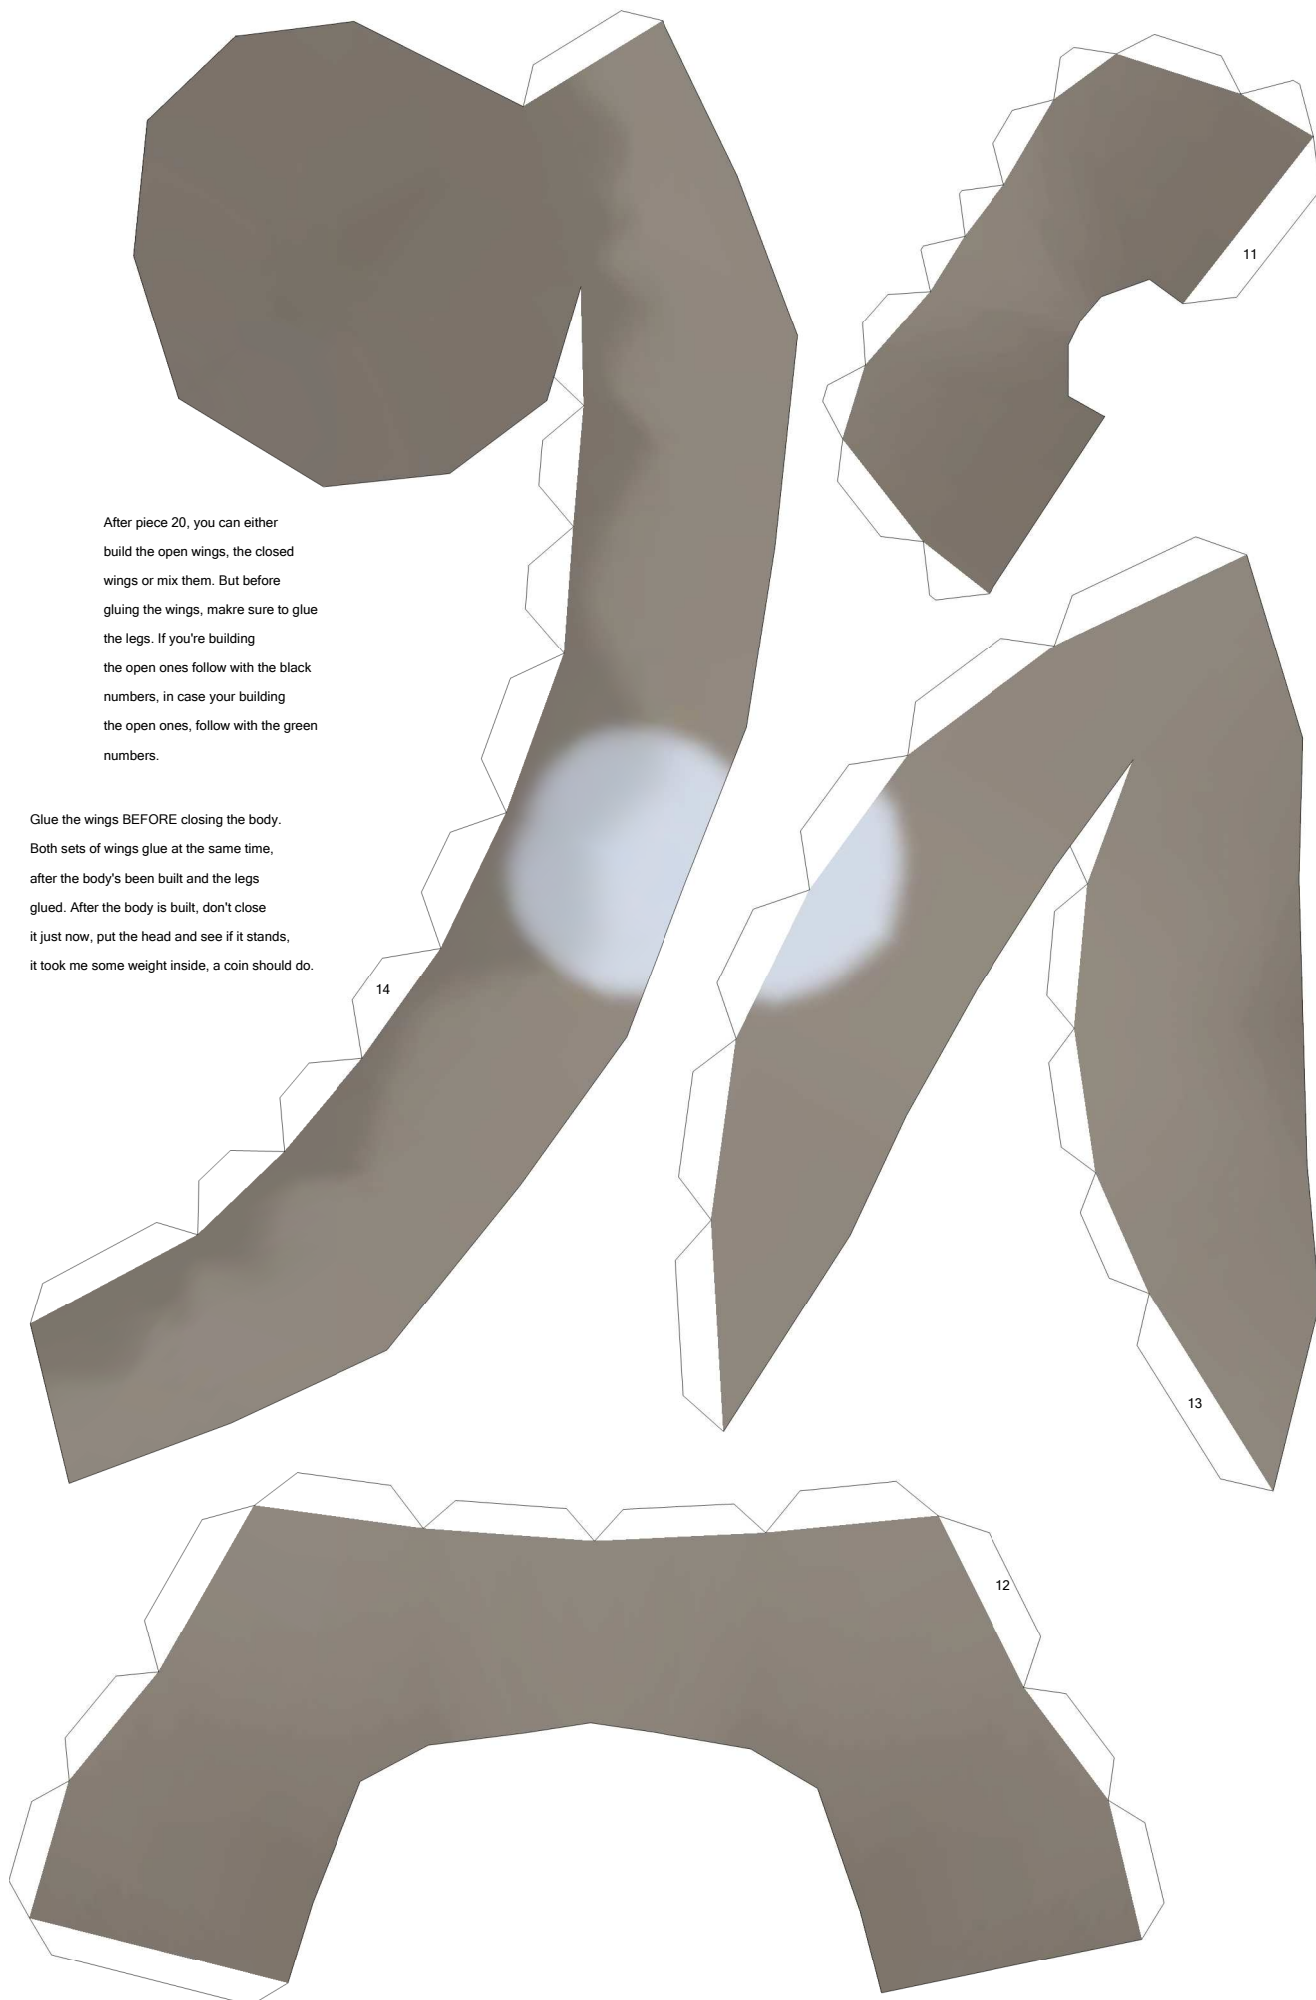 11
After piece 20, you can either
build the open wings, the closed
wings or mix them. But before
gluing the wings, makre sure to glue
the legs. If you're building
the open ones follow with the black
numbers, in case your building
the open ones, follow with the green
numbers.
Glue the wings BEFORE closing the body.
Both sets of wings glue at the same time,
after the body's been built and the legs
glued. After the body is built, don't close
it just now, put the head and see if it stands,
it took me some weight inside, a coin should do.
14
13
12